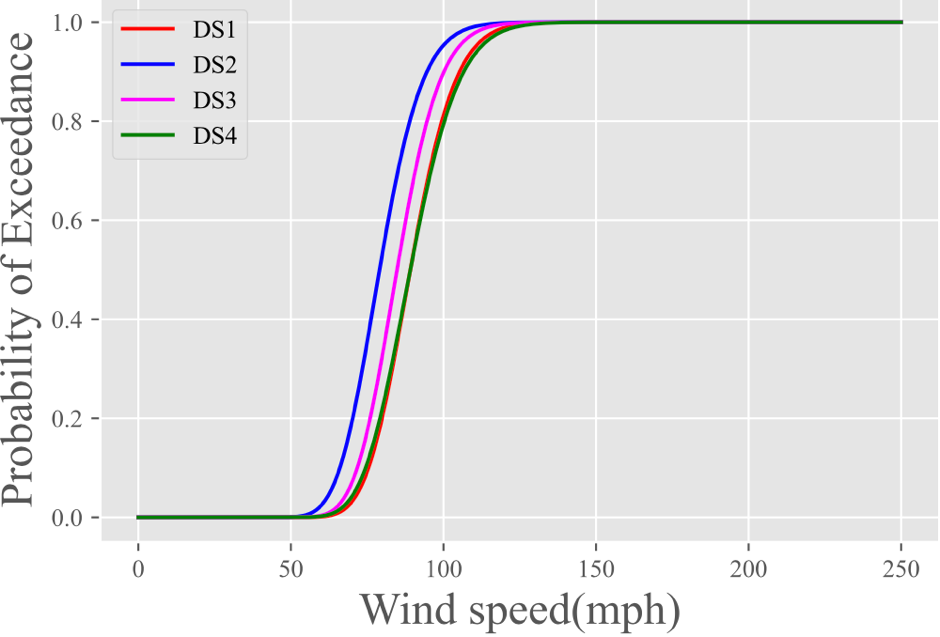 DS1
DS2
DS3
DS4
Probability of Exceedance
1.0
0.8
0.6
0.4
0.2
0.0
0 50 100 150 200 250
Wind speed(mph)